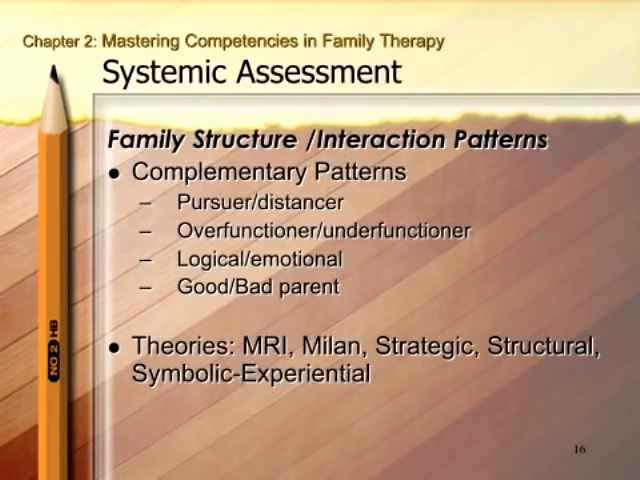 Chapter 2: Mastering Competencies in Family Therapy
Systemic Assessment
Family Structure /Interaction Patterns
● Complementary Patterns
– Pursuer/distancer
– Overfunctioner/underfunctioner
– Logical/emotional
– Good/Bad parent
● Theories: MRI, Milan, Strategic, Structural,
Symbolic-Experiential
NO 2 HB
16